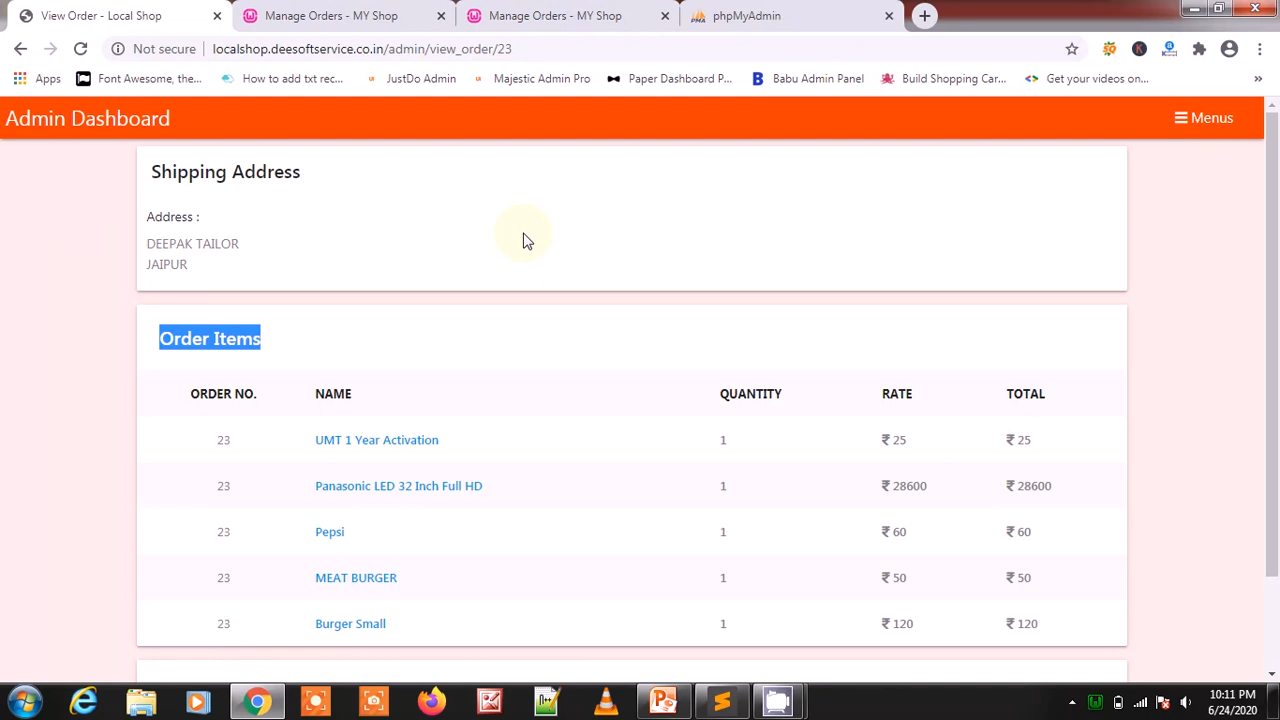 View Order - Local Shop
Manage Orders - MY Shop
Manage Orders - MY Shop
phpMyAdmin
Not secure
localshop.deesoftservice.co.in/admin/view_order/23
Apps
Font Awesome, the...
How to add txt rec...
JustDo Admin
Majestic Admin Pro
Paper Dashboard P...
Babu Admin Panel
Build Shopping Car...
Get your videos on...
»
Admin Dashboard
Menus
Shipping Address
Address :
DEEPAK TAILOR
JAIPUR
Order Items
ORDER NO. NAME QUANTITY RATE TOTAL
23 UMT 1 Year Activation 1 ₹ 25 ₹ 25
23 Panasonic LED 32 Inch Full HD 1 ₹ 28600 ₹ 28600
23 Pepsi 1 ₹ 60 ₹ 60
23 MEAT BURGER 1 ₹ 50 ₹ 50
23 Burger Small 1 ₹ 120 ₹ 120
10:11 PM
6/24/2020